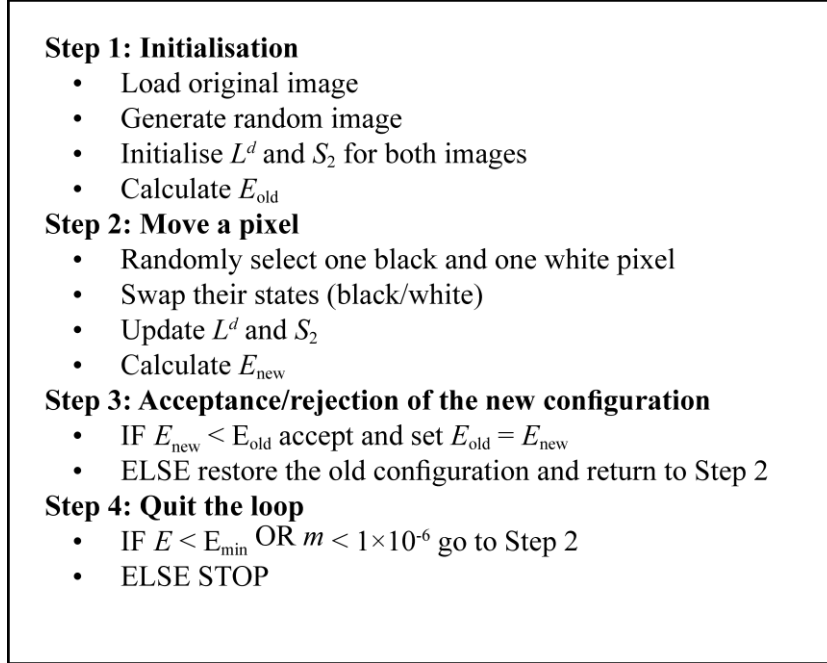 Step 1: Initialisation
• Load original image
• Generate random image
• Initialise L^d and S_2 for both images
• Calculate E_old
Step 2: Move a pixel
• Randomly select one black and one white pixel
• Swap their states (black/white)
• Update L^d and S_2
• Calculate E_new
Step 3: Acceptance/rejection of the new configuration
• IF E_new < E_old accept and set E_old = E_new
• ELSE restore the old configuration and return to Step 2
Step 4: Quit the loop
• IF E < E_min OR m < 1×10^-6 go to Step 2
• ELSE STOP